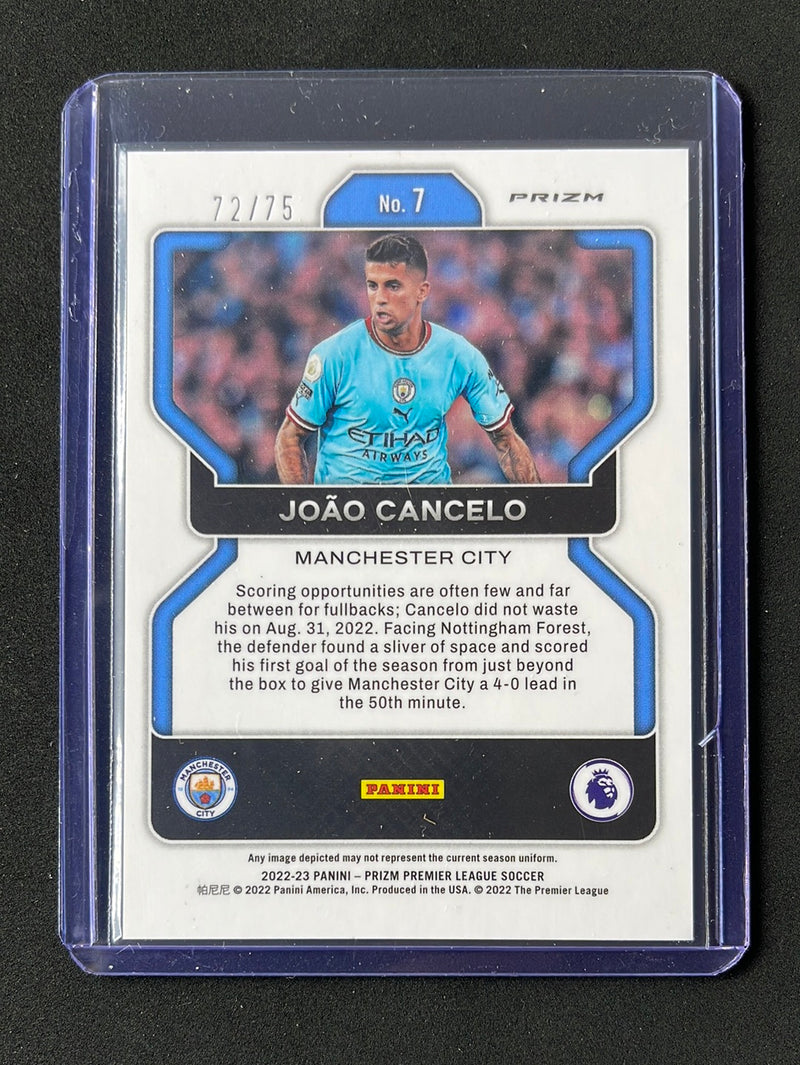 72/75
No. 7
PRIZM
ETIHAD
AIRWAYS
JOÃO CANCELO
MANCHESTER CITY
Scoring opportunities are often few and far
between for fullbacks; Cancelo did not waste
his on Aug. 31, 2022. Facing Nottingham Forest,
the defender found a sliver of space and scored
his first goal of the season from just beyond
the box to give Manchester City a 4-0 lead in
the 50th minute.
MANCHESTER
18 94
CITY
PANINI
Any image depicted may not represent the current season uniform.
2022-23 PANINI – PRIZM PREMIER LEAGUE SOCCER
帕尼尼 © 2022 Panini America, Inc. Produced in the USA. © 2022 The Premier League